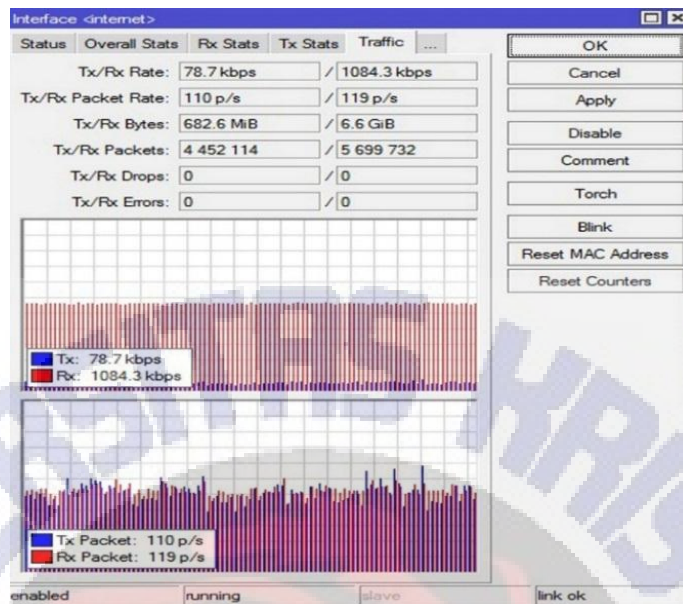 Interface <internet>
Status Overall Stats Rx Stats Tx Stats Traffic ...
Tx/Rx Rate: 78.7 kbps / 1084.3 kbps
Tx/Rx Packet Rate: 110 p/s / 119 p/s
Tx/Rx Bytes: 682.6 MiB / 6.6 GiB
Tx/Rx Packets: 4 452 114 / 5 699 732
Tx/Rx Drops: 0 / 0
Tx/Rx Errors: 0 / 0
OK
Cancel
Apply
Disable
Comment
Torch
Blink
Reset MAC Address
Reset Counters
Tx: 78.7 kbps
Rx: 1084.3 kbps
Tx Packet: 110 p/s
Rx Packet: 119 p/s
enabled running slave link ok
RSITAS KRIS